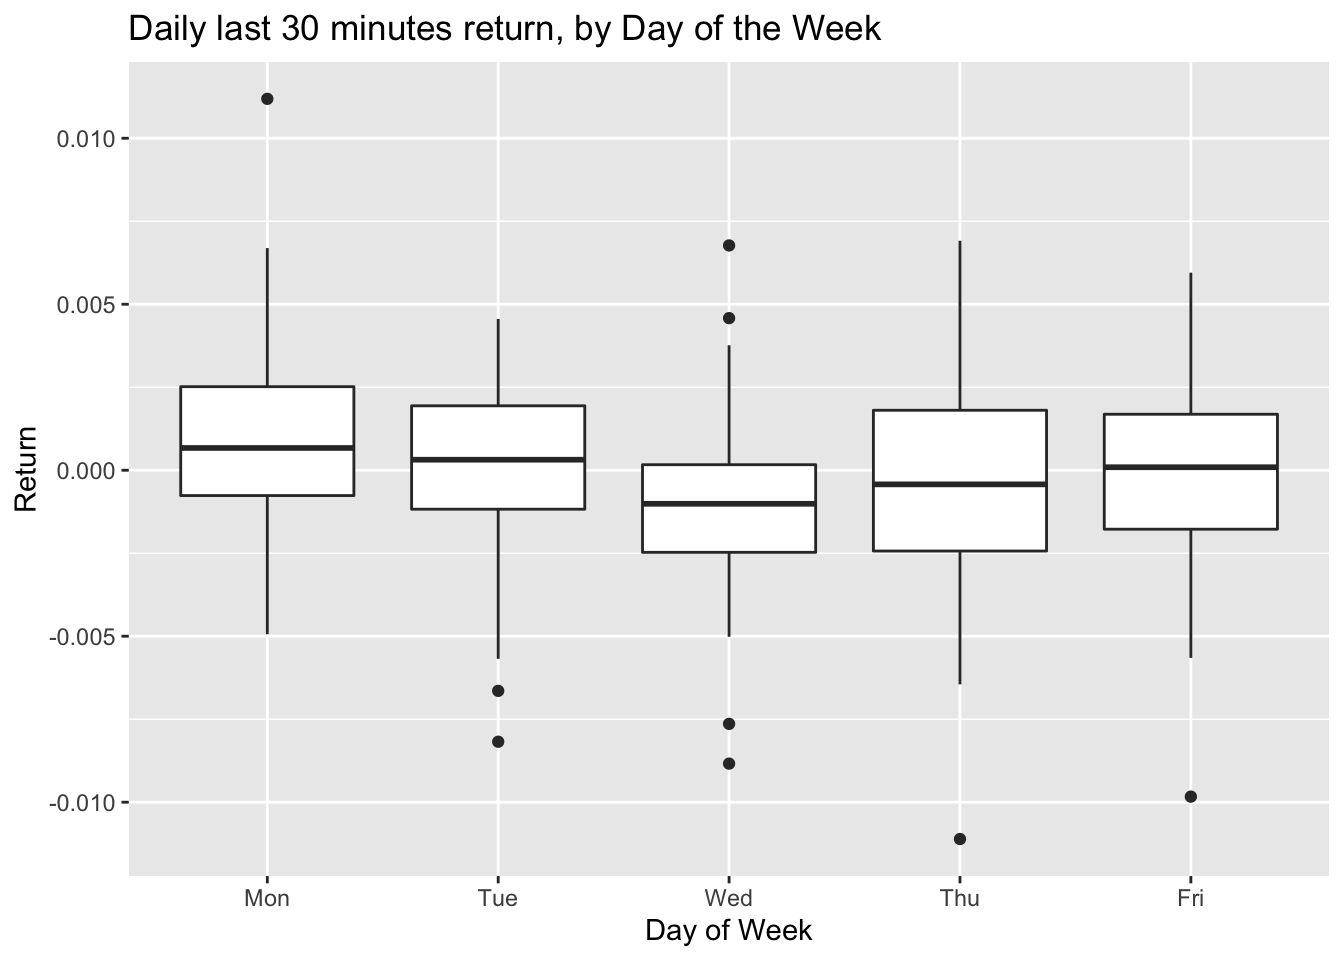 Daily last 30 minutes return, by Day of the Week
0.010
0.005
0.000
-0.005
-0.010
Return
Mon Tue Wed Thu Fri
Day of Week